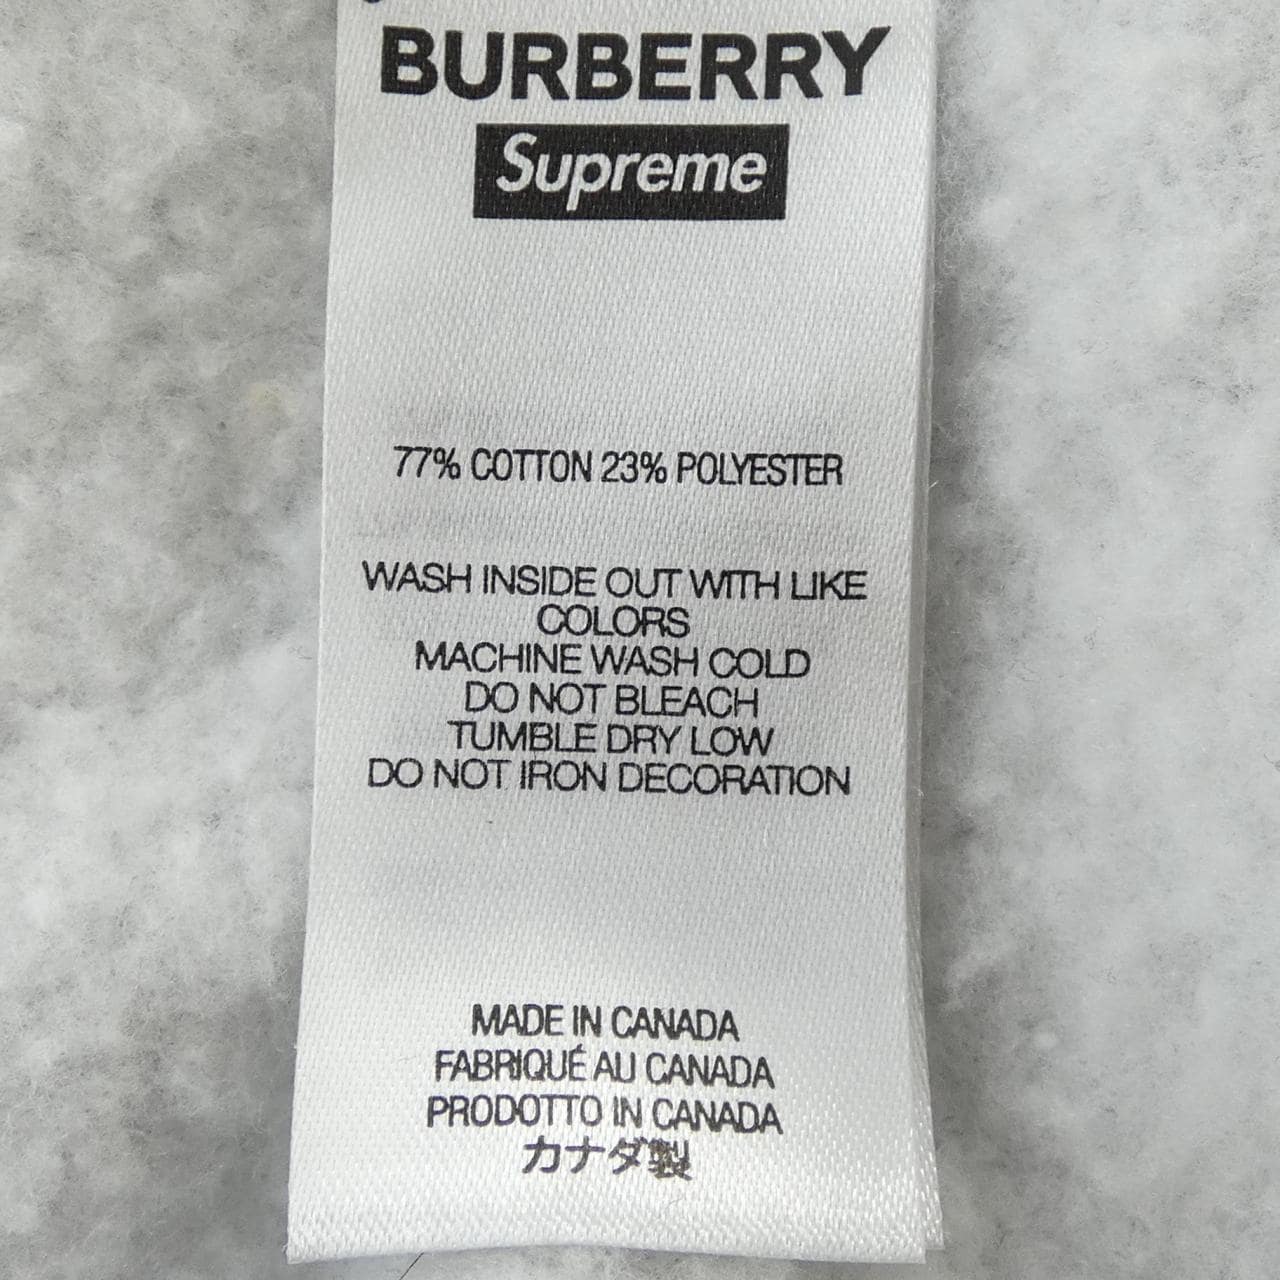 BURBERRY
Supreme
77% COTTON 23% POLYESTER
WASH INSIDE OUT WITH LIKE
COLORS
MACHINE WASH COLD
DO NOT BLEACH
TUMBLE DRY LOW
DO NOT IRON DECORATION
MADE IN CANADA
FABRIQUÉ AU CANADA
PRODOTTO IN CANADA
カナダ製